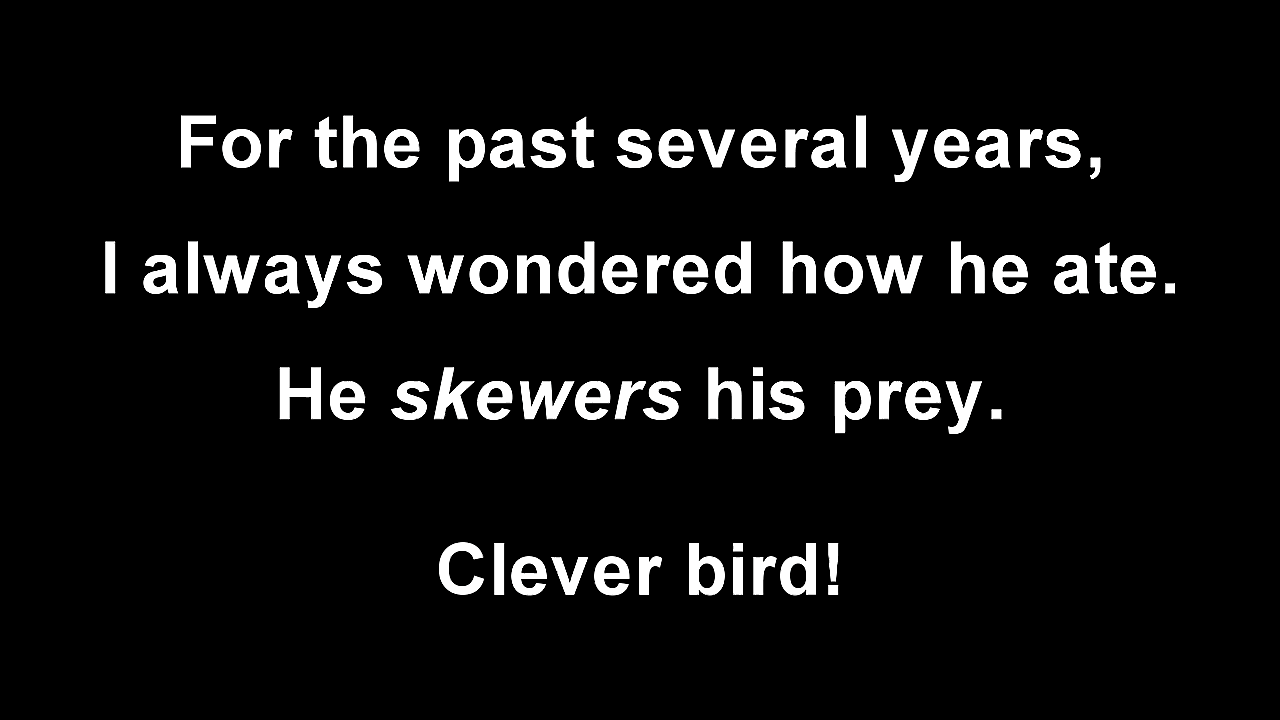 For the past several years,
I always wondered how he ate.
He skewers his prey.
Clever bird!